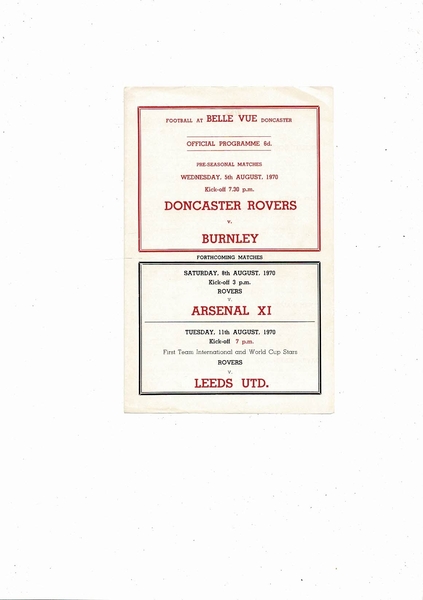 FOOTBALL AT BELLE VUE DONCASTER
OFFICIAL PROGRAMME 6d.
PRE-SEASONAL MATCHES
WEDNESDAY, 5th AUGUST, 1970
Kick-off 7.30 p.m.
DONCASTER ROVERS
v.
BURNLEY
FORTHCOMING MATCHES
SATURDAY, 8th AUGUST, 1970
Kick-off 3 p.m.
ROVERS
v.
ARSENAL XI
TUESDAY, 11th AUGUST, 1970
Kick-off 7 p.m.
First Team International and World Cup Stars
ROVERS
v.
LEEDS UTD.